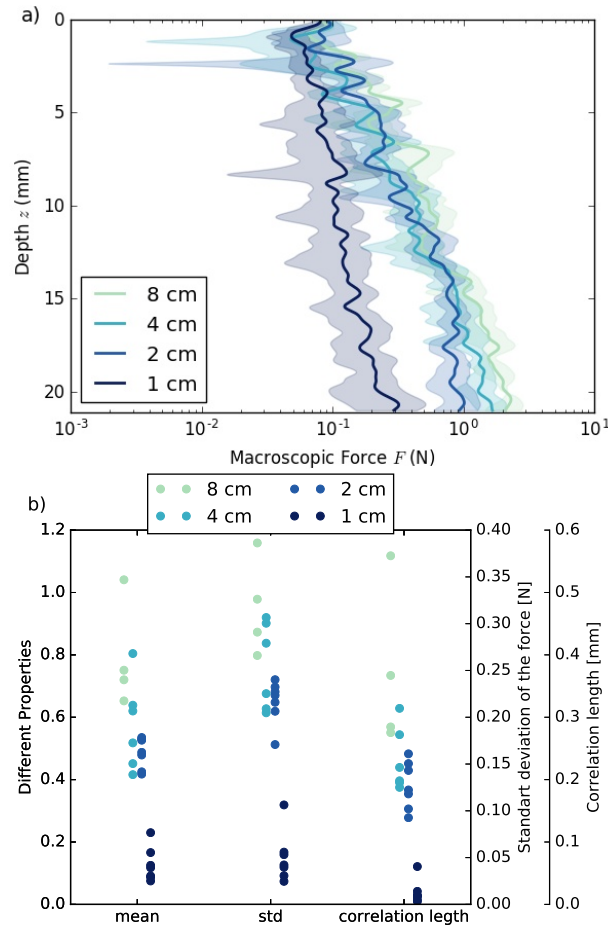 a)
0
5
10
15
20
Depth z (mm)
8 cm
4 cm
2 cm
1 cm
10⁻³ 10⁻² 10⁻¹ 10⁰ 10¹
Macroscopic Force F (N)
b)
8 cm 2 cm
4 cm 1 cm
1.2
1.0
0.8
0.6
0.4
0.2
0.0
Different Properties
mean std correlation legth
0.40
0.35
0.30
0.25
0.20
0.15
0.10
0.05
0.00
Standart deviation of the force [N]
0.6
0.5
0.4
0.3
0.2
0.1
0.0
Correlation length [mm]